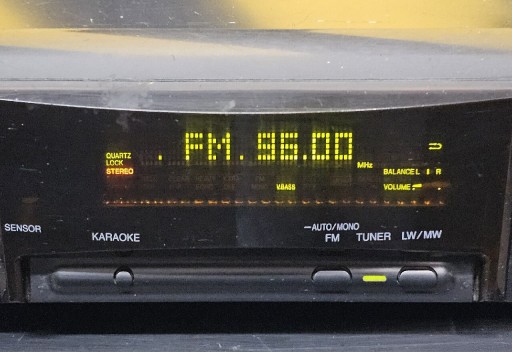 . FM. 96.00 MHz
QUARTZ
LOCK
STEREO
V.BASS
BALANCE L I R
VOLUME
SENSOR
KARAOKE
AUTO/MONO
FM TUNER LW/MW